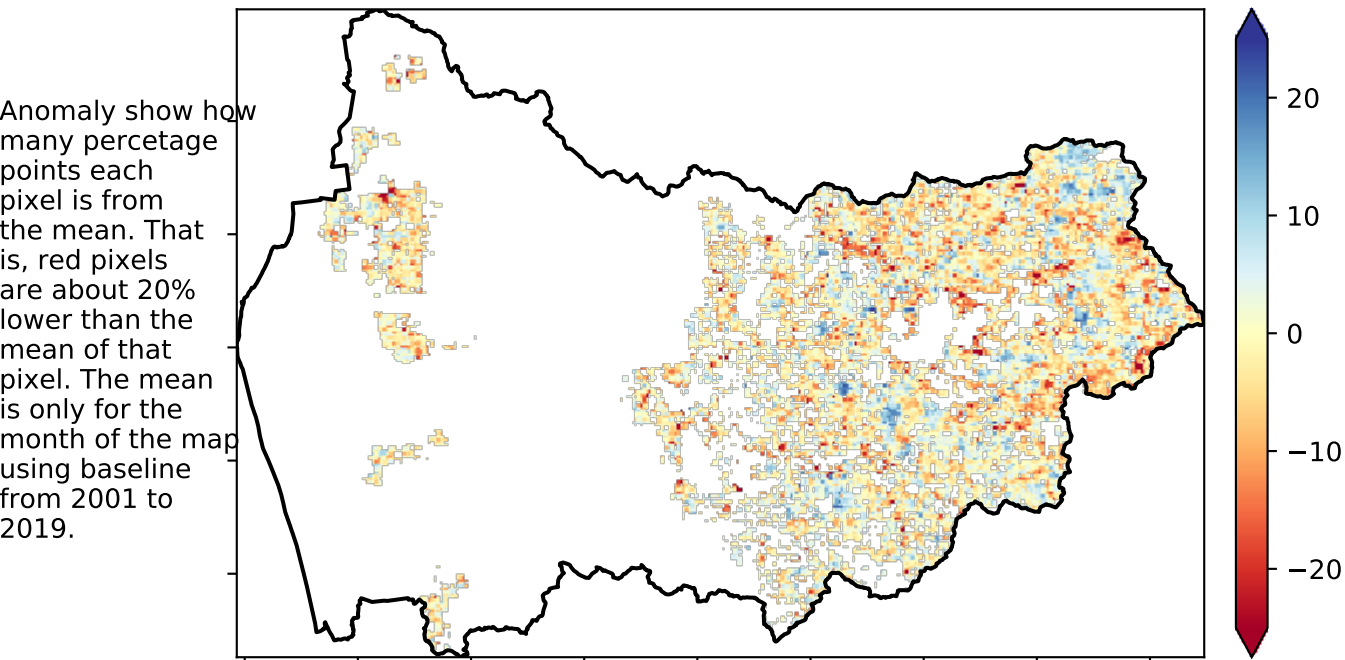 Anomaly show how
many percetage
points each
pixel is from
the mean. That
is, red pixels
are about 20%
lower than the
mean of that
pixel. The mean
is only for the
month of the map
using baseline
from 2001 to
2019.
20
10
0
−10
−20